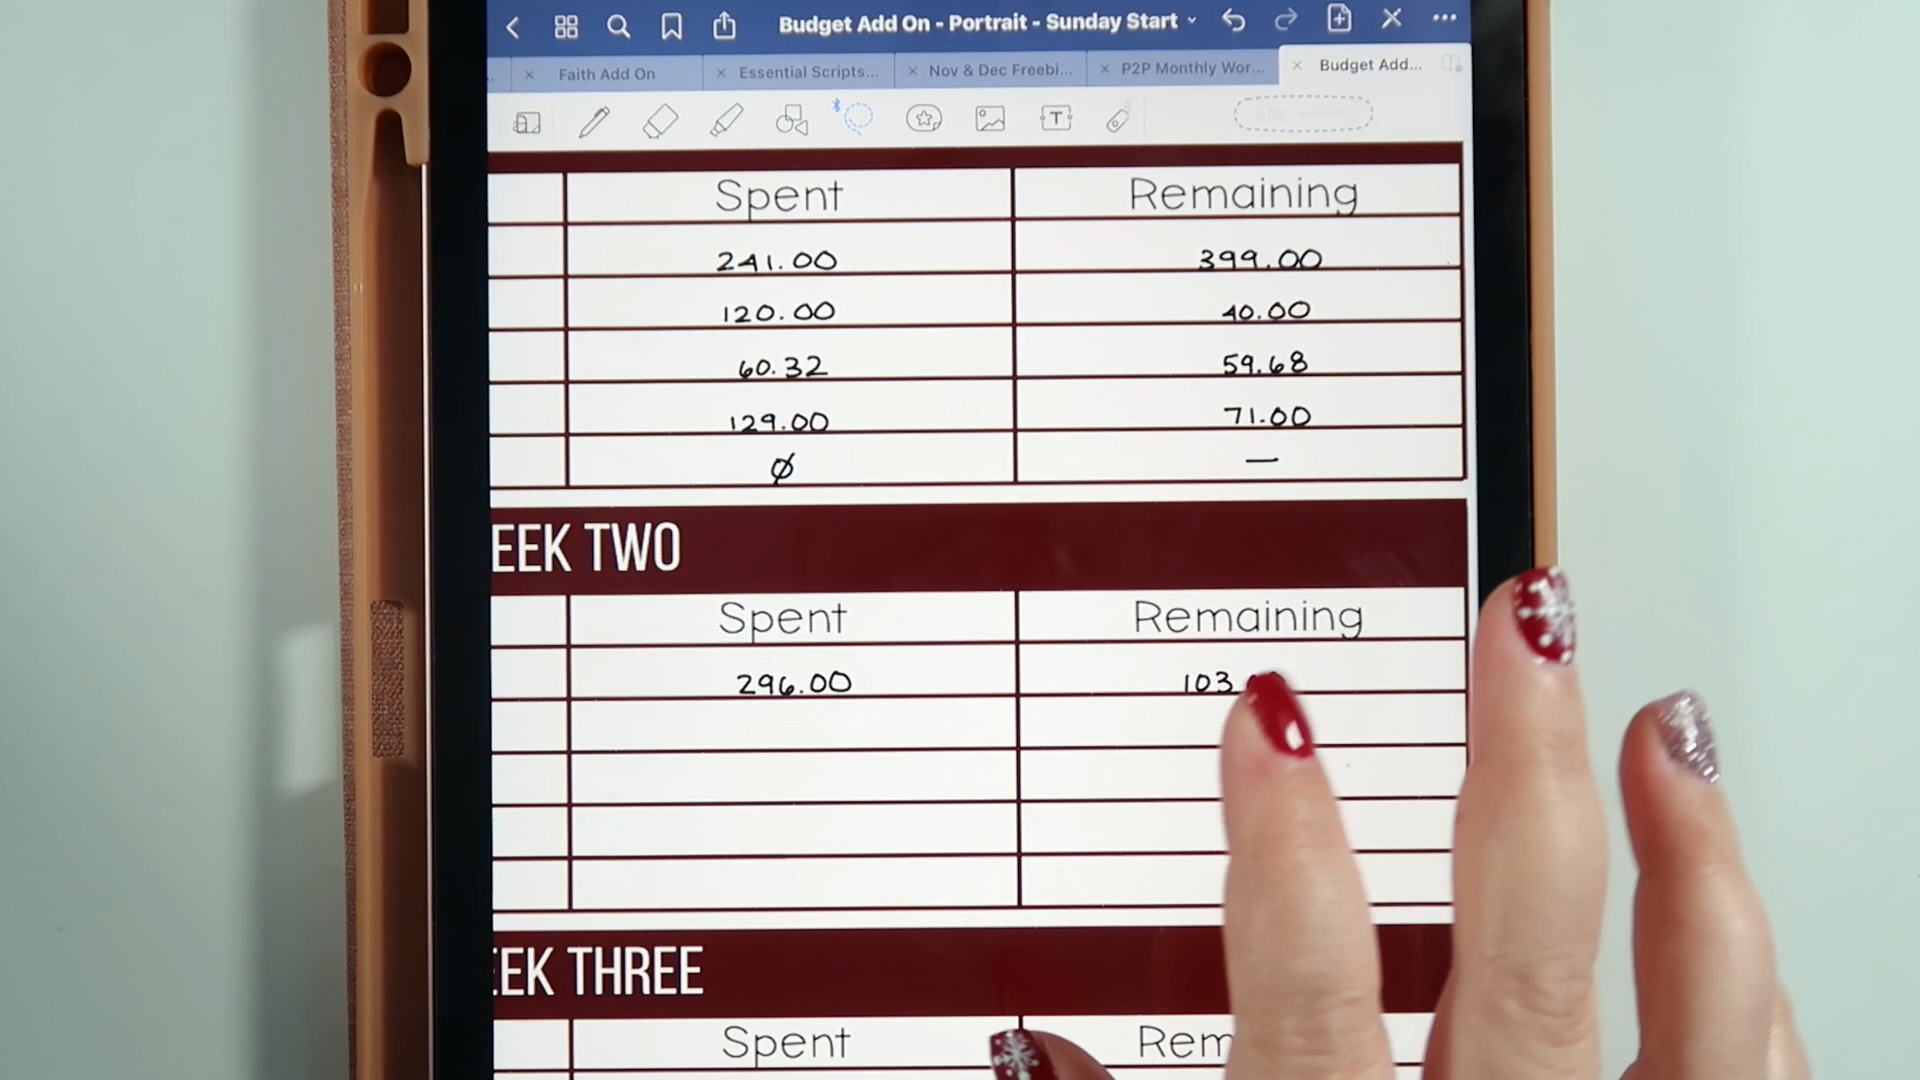 Budget Add On - Portrait - Sunday Start
Faith Add On
Essential Scripts...
Nov & Dec Freebi...
P2P Monthly Wor...
Budget Add...
T
Spent Remaining
241.00 399.00
120.00 40.00
60.32 59.68
129.00 71.00
Ø —
EEK TWO
Spent Remaining
296.00 103.
EEK THREE
Spent Rem